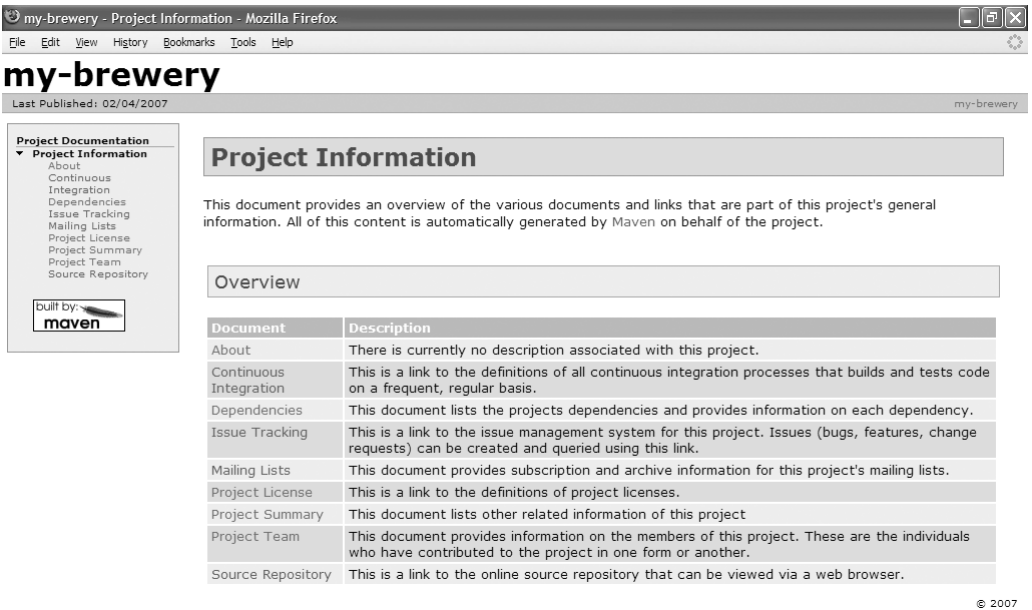 my-brewery - Project Information - Mozilla Firefox
File Edit View History Bookmarks Tools Help
my-brewery
Last Published: 02/04/2007 my-brewery
Project Documentation
Project Information
About
Continuous
Integration
Dependencies
Issue Tracking
Mailing Lists
Project License
Project Summary
Project Team
Source Repository
built by:
maven
Project Information
This document provides an overview of the various documents and links that are part of this project's general
information. All of this content is automatically generated by Maven on behalf of the project.
Overview
Document Description
About There is currently no description associated with this project.
Continuous This is a link to the definitions of all continuous integration processes that builds and tests code
Integration on a frequent, regular basis.
Dependencies This document lists the projects dependencies and provides information on each dependency.
Issue Tracking This is a link to the issue management system for this project. Issues (bugs, features, change
requests) can be created and queried using this link.
Mailing Lists This document provides subscription and archive information for this project's mailing lists.
Project License This is a link to the definitions of project licenses.
Project Summary This document lists other related information of this project
Project Team This document provides information on the members of this project. These are the individuals
who have contributed to the project in one form or another.
Source Repository This is a link to the online source repository that can be viewed via a web browser.
© 2007